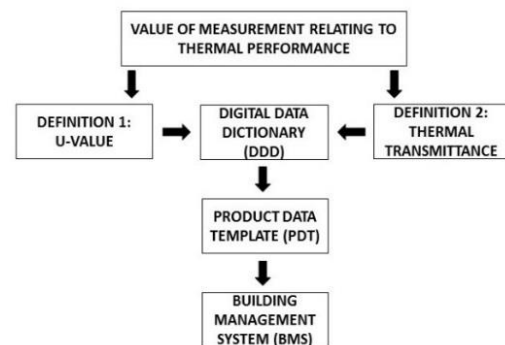 VALUE OF MEASUREMENT RELATING TO
THERMAL PERFORMANCE
DEFINITION 1:
U-VALUE
DIGITAL DATA
DICTIONARY
(DDD)
DEFINITION 2:
THERMAL
TRANSMITTANCE
PRODUCT DATA
TEMPLATE (PDT)
BUILDING
MANAGEMENT
SYSTEM (BMS)